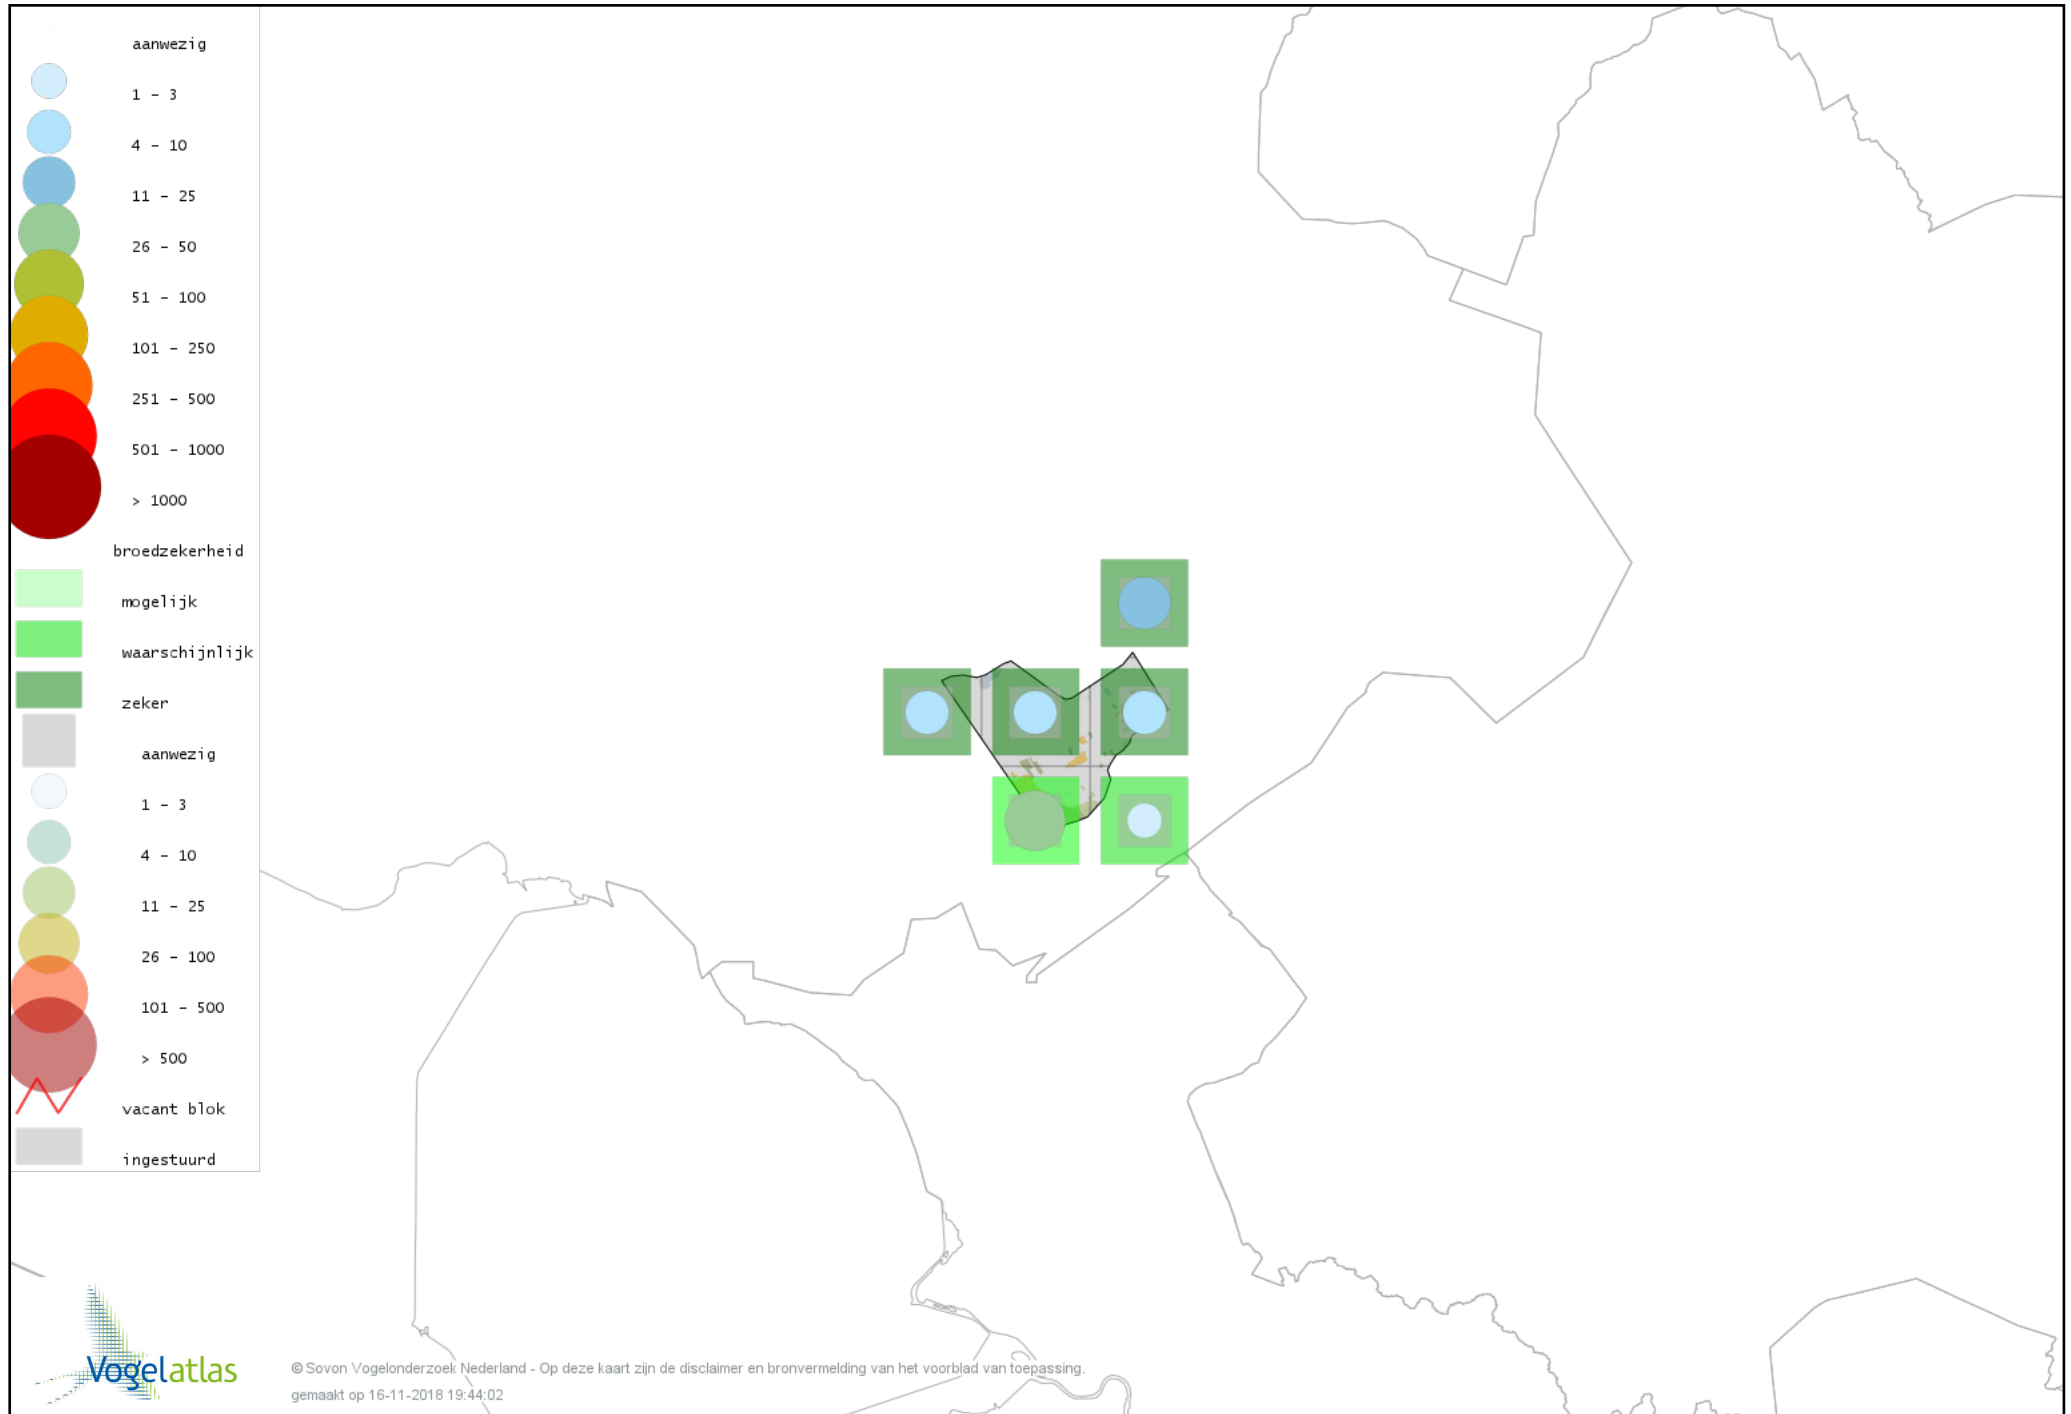 aanwezig
1 - 3
4 - 10
11 - 25
26 - 50
51 - 100
101 - 250
251 - 500
501 - 1000
> 1000
broedzekerheid
mogelijk
waarschijnlijk
zeker
aanwezig
1 - 3
4 - 10
11 - 25
26 - 100
101 - 500
> 500
vacant blok
ingestuurd
Vogelatlas
© Sovon Vogelonderzoek Nederland - Op deze kaart zijn de disclaimer en bronvermelding van het voorblad van toepassing.
gemaakt op 16-11-2018 19:44:02